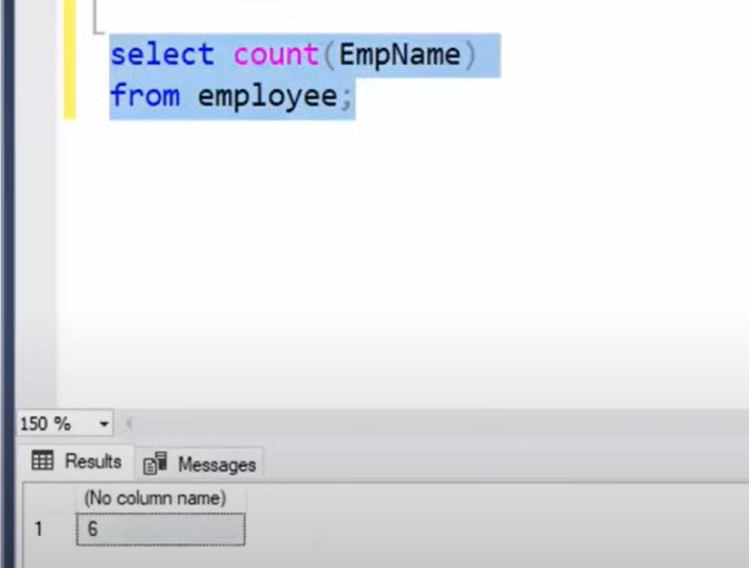 select count(EmpName)
from employee;
150 %
Results Messages
(No column name)
1 6